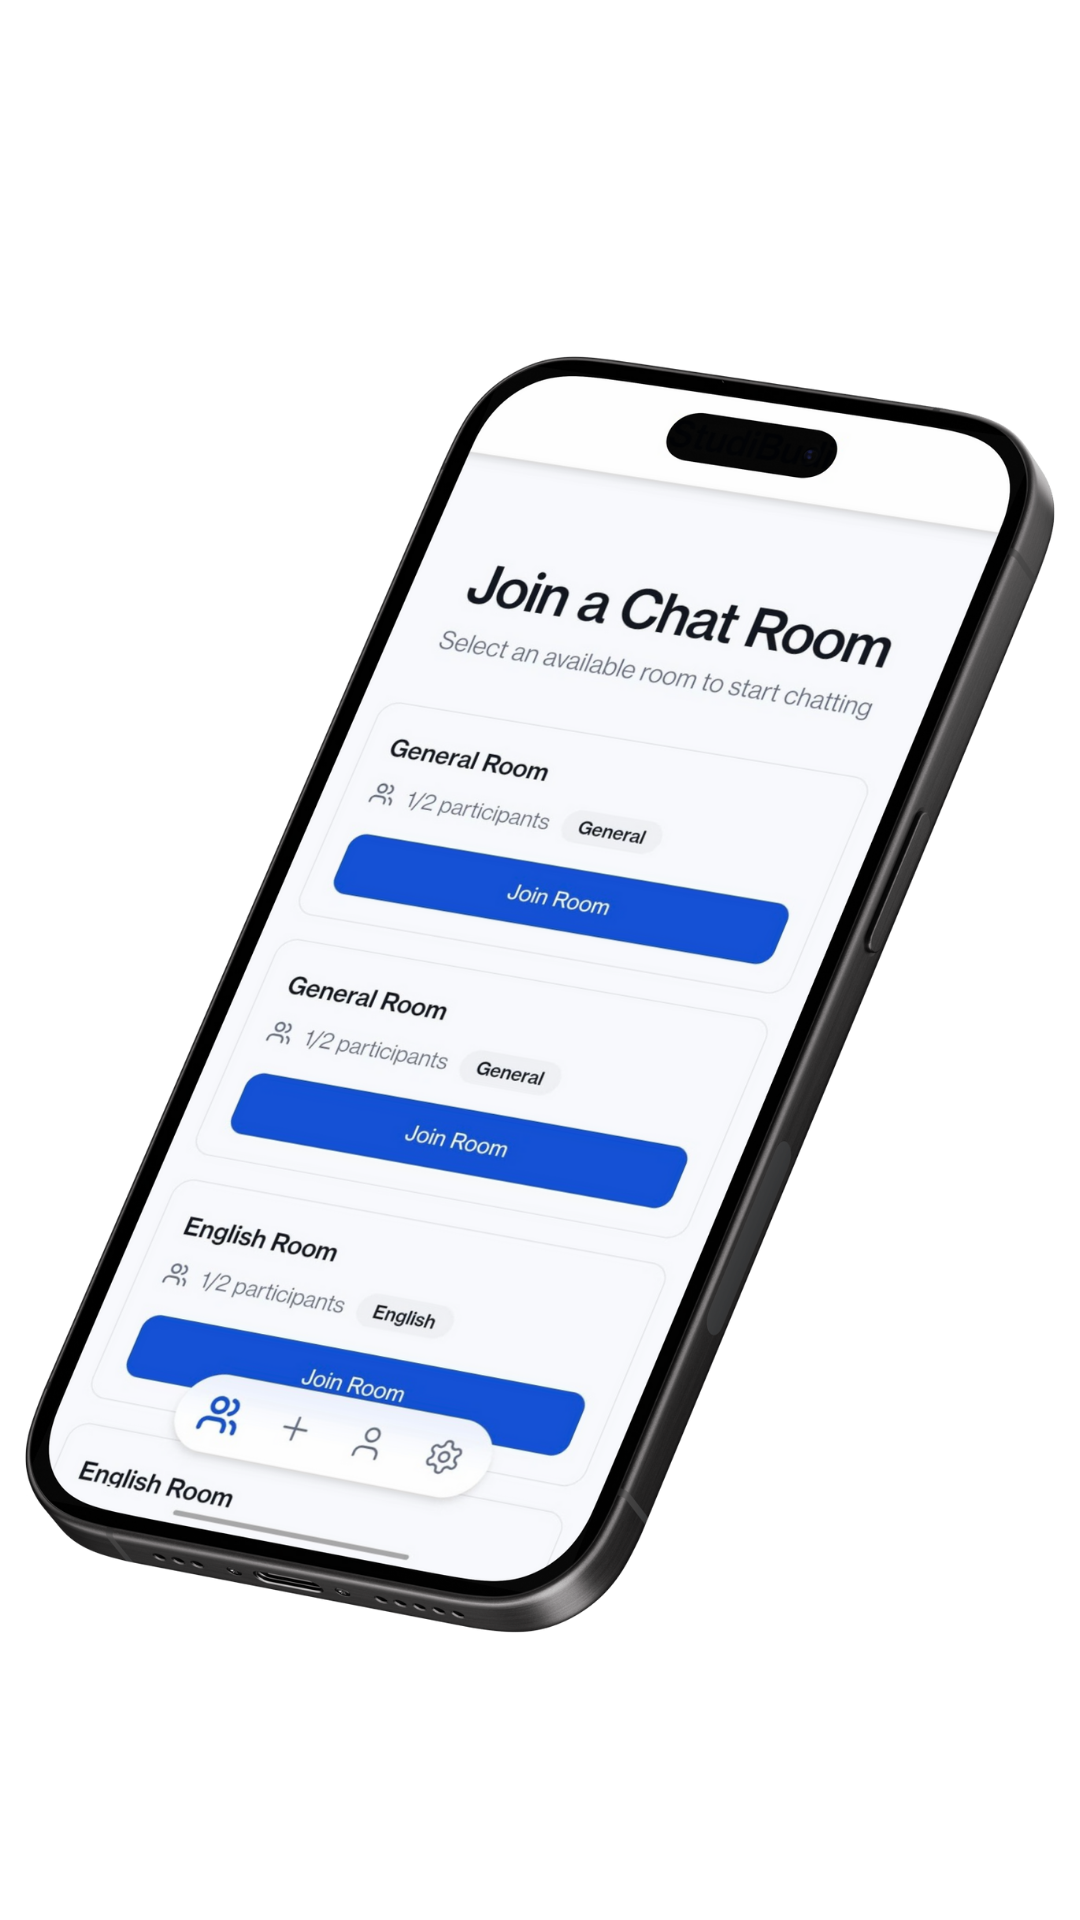 Join a Chat Room
Select an available room to start chatting
General Room
1/2 participants
General
Join Room
General Room
1/2 participants
General
Join Room
English Room
1/2 participants
English
Join Room
English Room